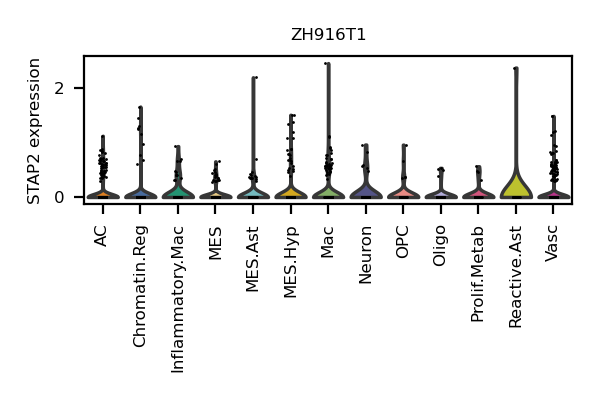 ZH916T1
STAP2 expression
2
0
AC
Chromatin.Reg
Inflammatory.Mac
MES
MES.Ast
MES.Hyp
Mac
Neuron
OPC
Oligo
Prolif.Metab
Reactive.Ast
Vasc